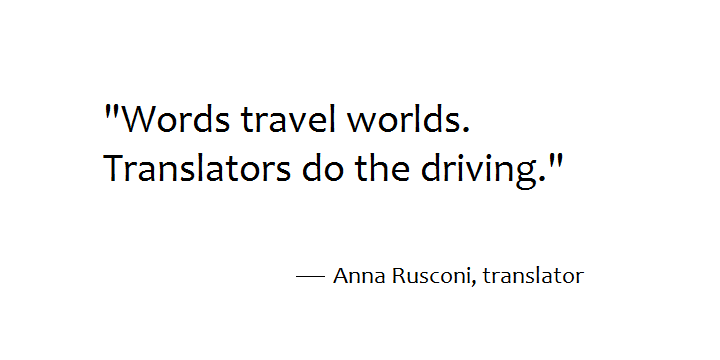 "Words travel worlds.
Translators do the driving."
— Anna Rusconi, translator